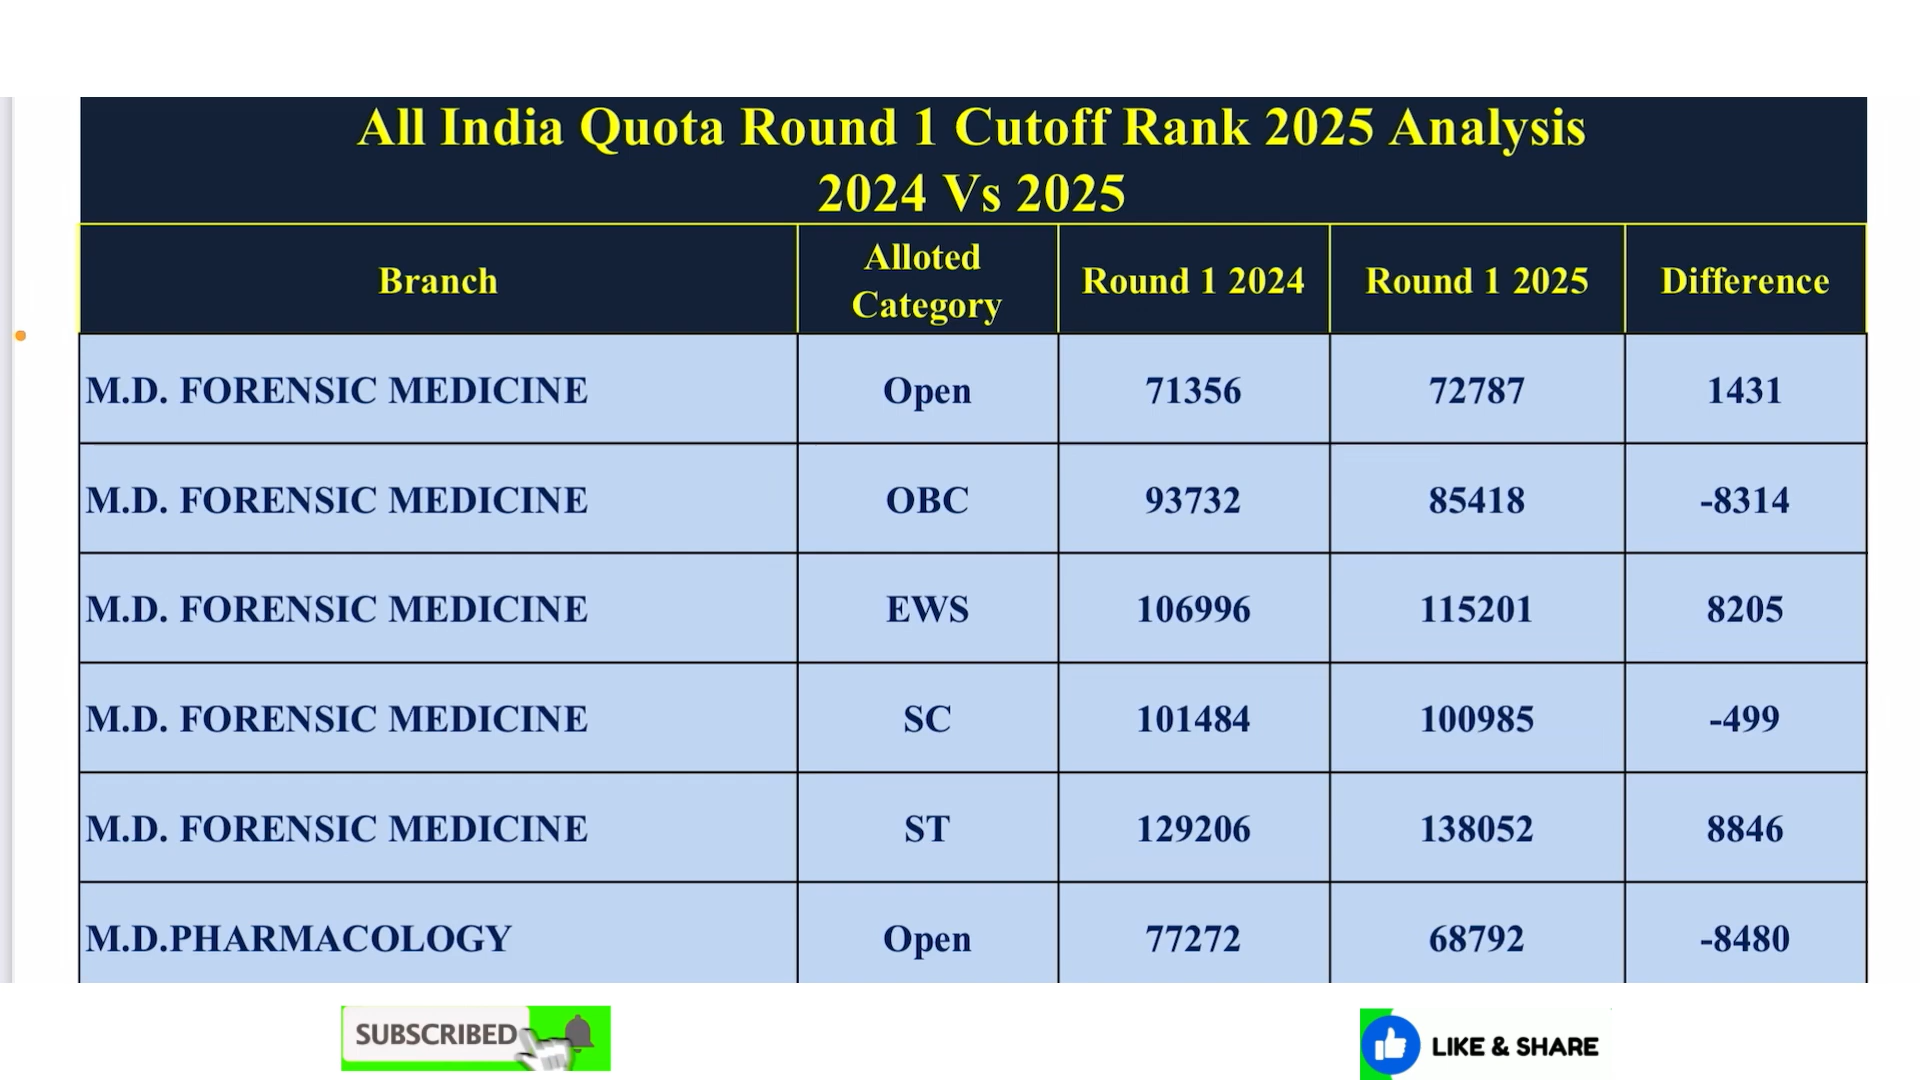 All India Quota Round 1 Cutoff Rank 2025 Analysis
2024 Vs 2025
Branch Alloted Category Round 1 2024 Round 1 2025 Difference
M.D. FORENSIC MEDICINE Open 71356 72787 1431
M.D. FORENSIC MEDICINE OBC 93732 85418 -8314
M.D. FORENSIC MEDICINE EWS 106996 115201 8205
M.D. FORENSIC MEDICINE SC 101484 100985 -499
M.D. FORENSIC MEDICINE ST 129206 138052 8846
M.D.PHARMACOLOGY Open 77272 68792 -8480
SUBSCRIBED
LIKE & SHARE